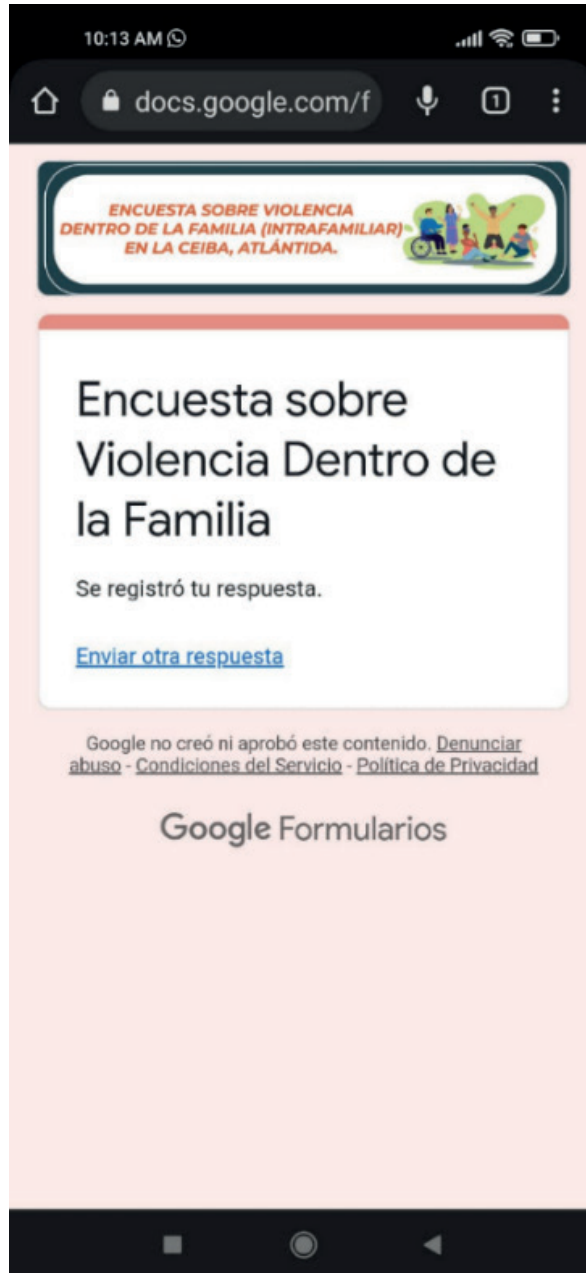 10:13 AM
docs.google.com/f
1
ENCUESTA SOBRE VIOLENCIA
DENTRO DE LA FAMILIA (INTRAFAMILIAR)
EN LA CEIBA, ATLÁNTIDA.
Encuesta sobre
Violencia Dentro de
la Familia
Se registró tu respuesta.
Enviar otra respuesta
Google no creó ni aprobó este contenido. Denunciar
abuso - Condiciones del Servicio - Política de Privacidad
Google Formularios